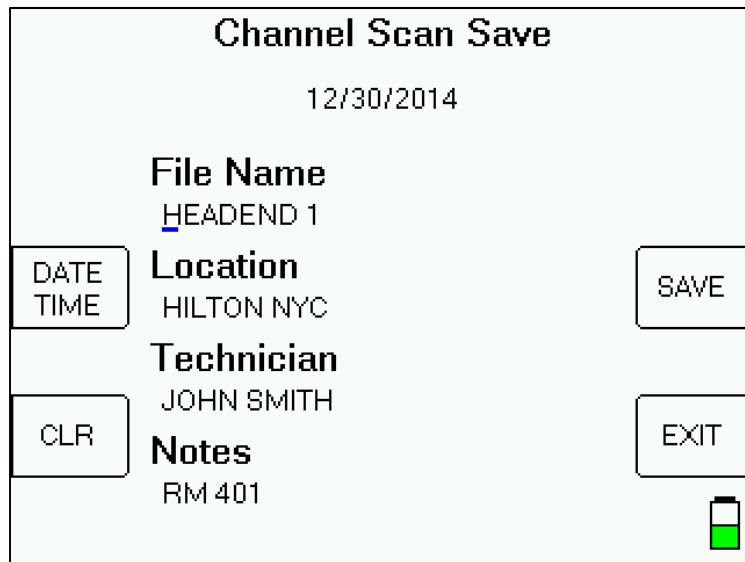 Channel Scan Save
12/30/2014
File Name
HEADEND 1
Location
HILTON NYC
Technician
JOHN SMITH
Notes
RM 401
DATE
TIME
CLR
SAVE
EXIT